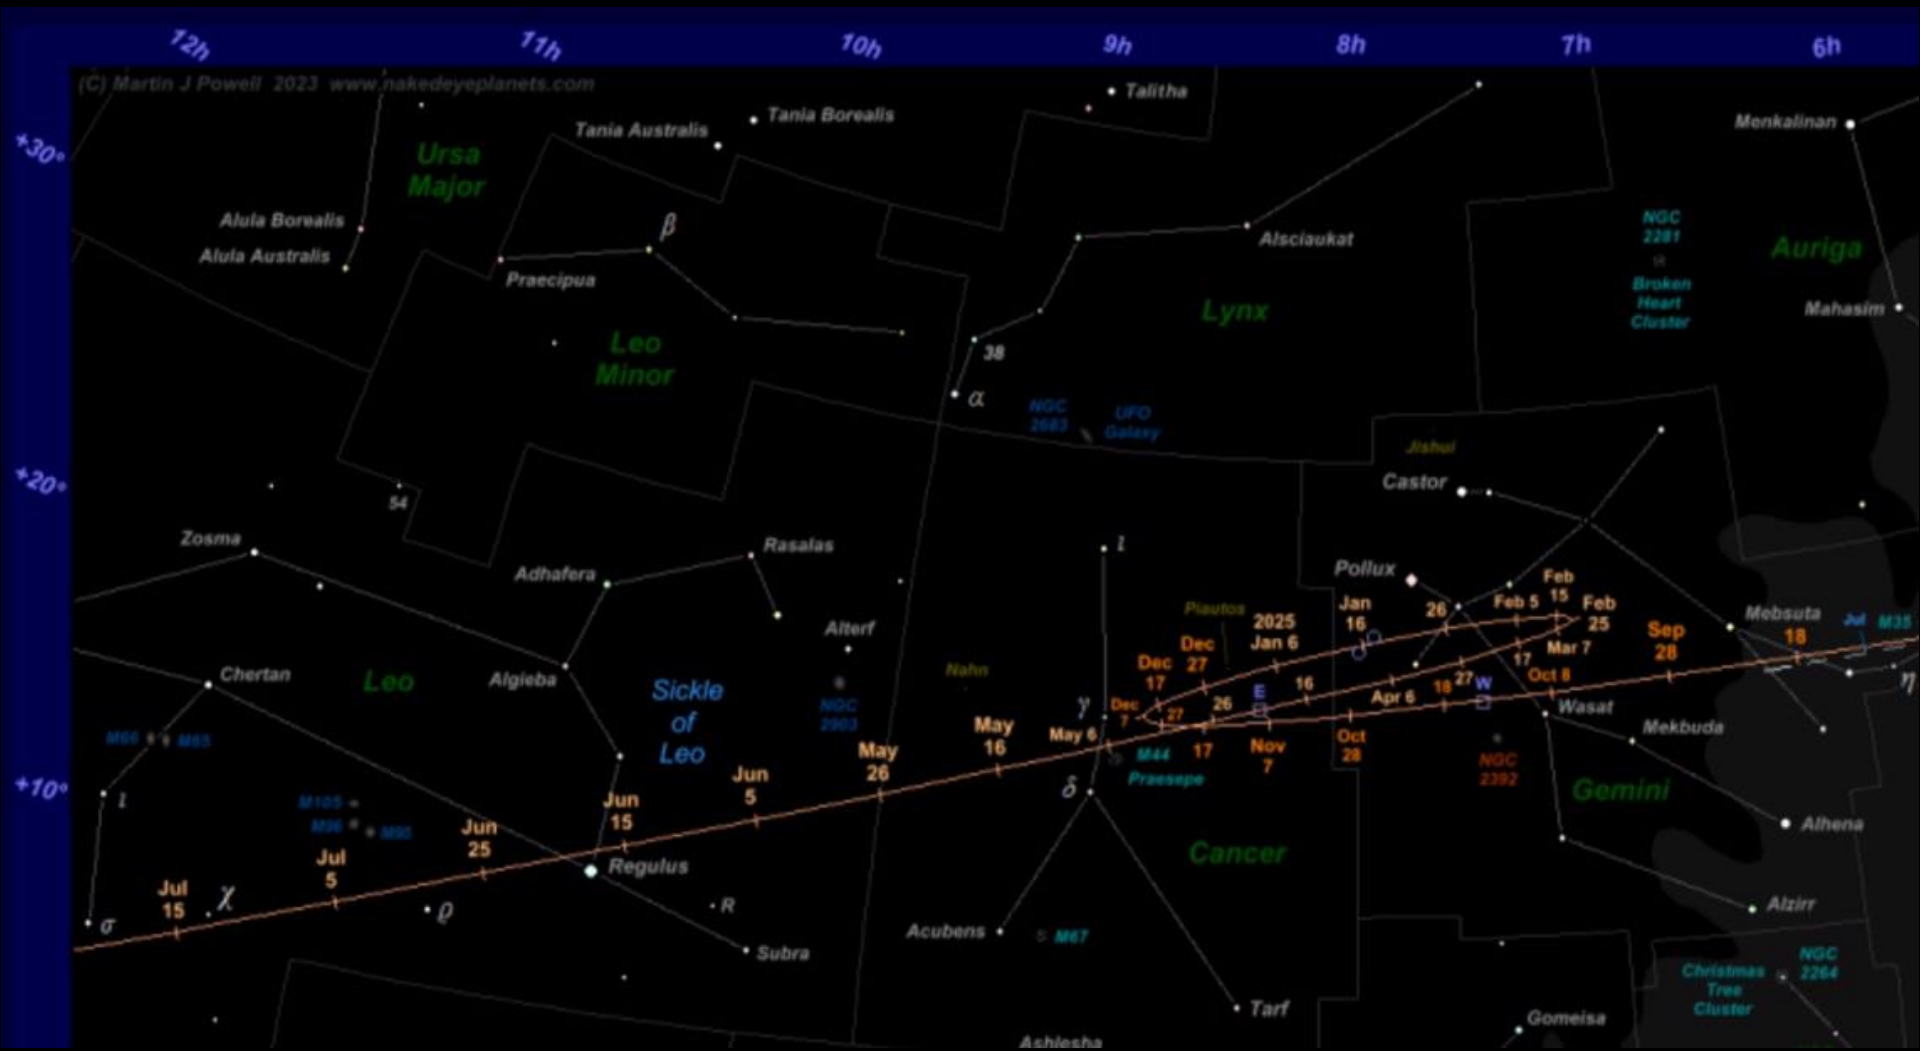 12h
11h
10h
9h
8h
7h
6h
(C) Martin J Powell 2023 www.nakedeyeplanets.com
+30°
+20°
+10°
Talitha
Tania Borealis
Tania Australis
Menkalinan
Ursa
Major
Alula Borealis
Alula Australis
β
Praecipua
Alsciaukat
NGC
2281
Broken
Heart
Cluster
Auriga
Mahasim
Lynx
Leo
Minor
38
α
NGC
2683
UFO
Galaxy
Jishui
Castor
54
Zosma
Adhafera
Rasalas
ι
Pollux
Feb
15
Feb 5
Feb
25
Mebsuta
Jul
M35
18
Piautos
2025
Jan 6
Jan
16
26
Sep
28
Alterf
Dec
27
Dec
17
Mar 7
17
Chertan
Leo
Algieba
Sickle
of
Leo
NGC
2903
Nahn
γ
Dec
7
27
26
E
16
Apr 6
18
27
W
Oct 8
η
Wasat
Mekbuda
M66
M65
May
26
May
16
May 6
M44
Praesepe
17
Nov
7
Oct
28
NGC
2392
Gemini
Jun
5
δ
ι
M105
M96
M95
Jun
15
Jun
25
Alhena
Cancer
Jul
5
Regulus
Jul
15
χ
σ
ϱ
R
Subra
Acubens
M67
Alzirr
NGC
2264
Christmas
Tree
Cluster
Tarf
Gomeisa
Ashlesha